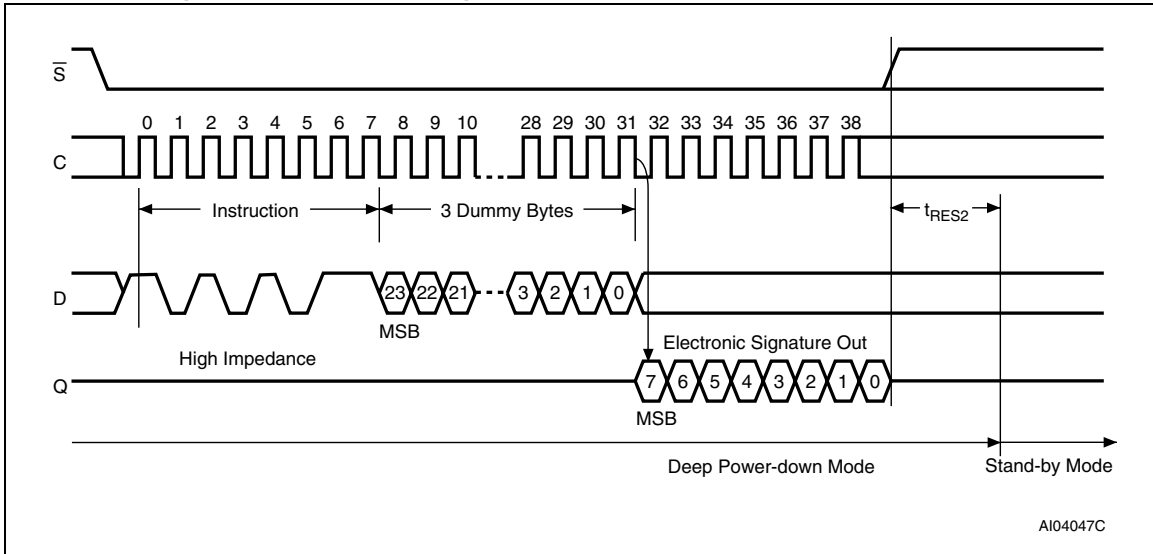 S
0 1 2 3 4 5 6 7 8 9 10 28 29 30 31 32 33 34 35 36 37 38
C
Instruction 3 Dummy Bytes tRES2
D 23 22 21 3 2 1 0
MSB
High Impedance Electronic Signature Out
Q 7 6 5 4 3 2 1 0
MSB
Deep Power-down Mode Stand-by Mode
AI04047C